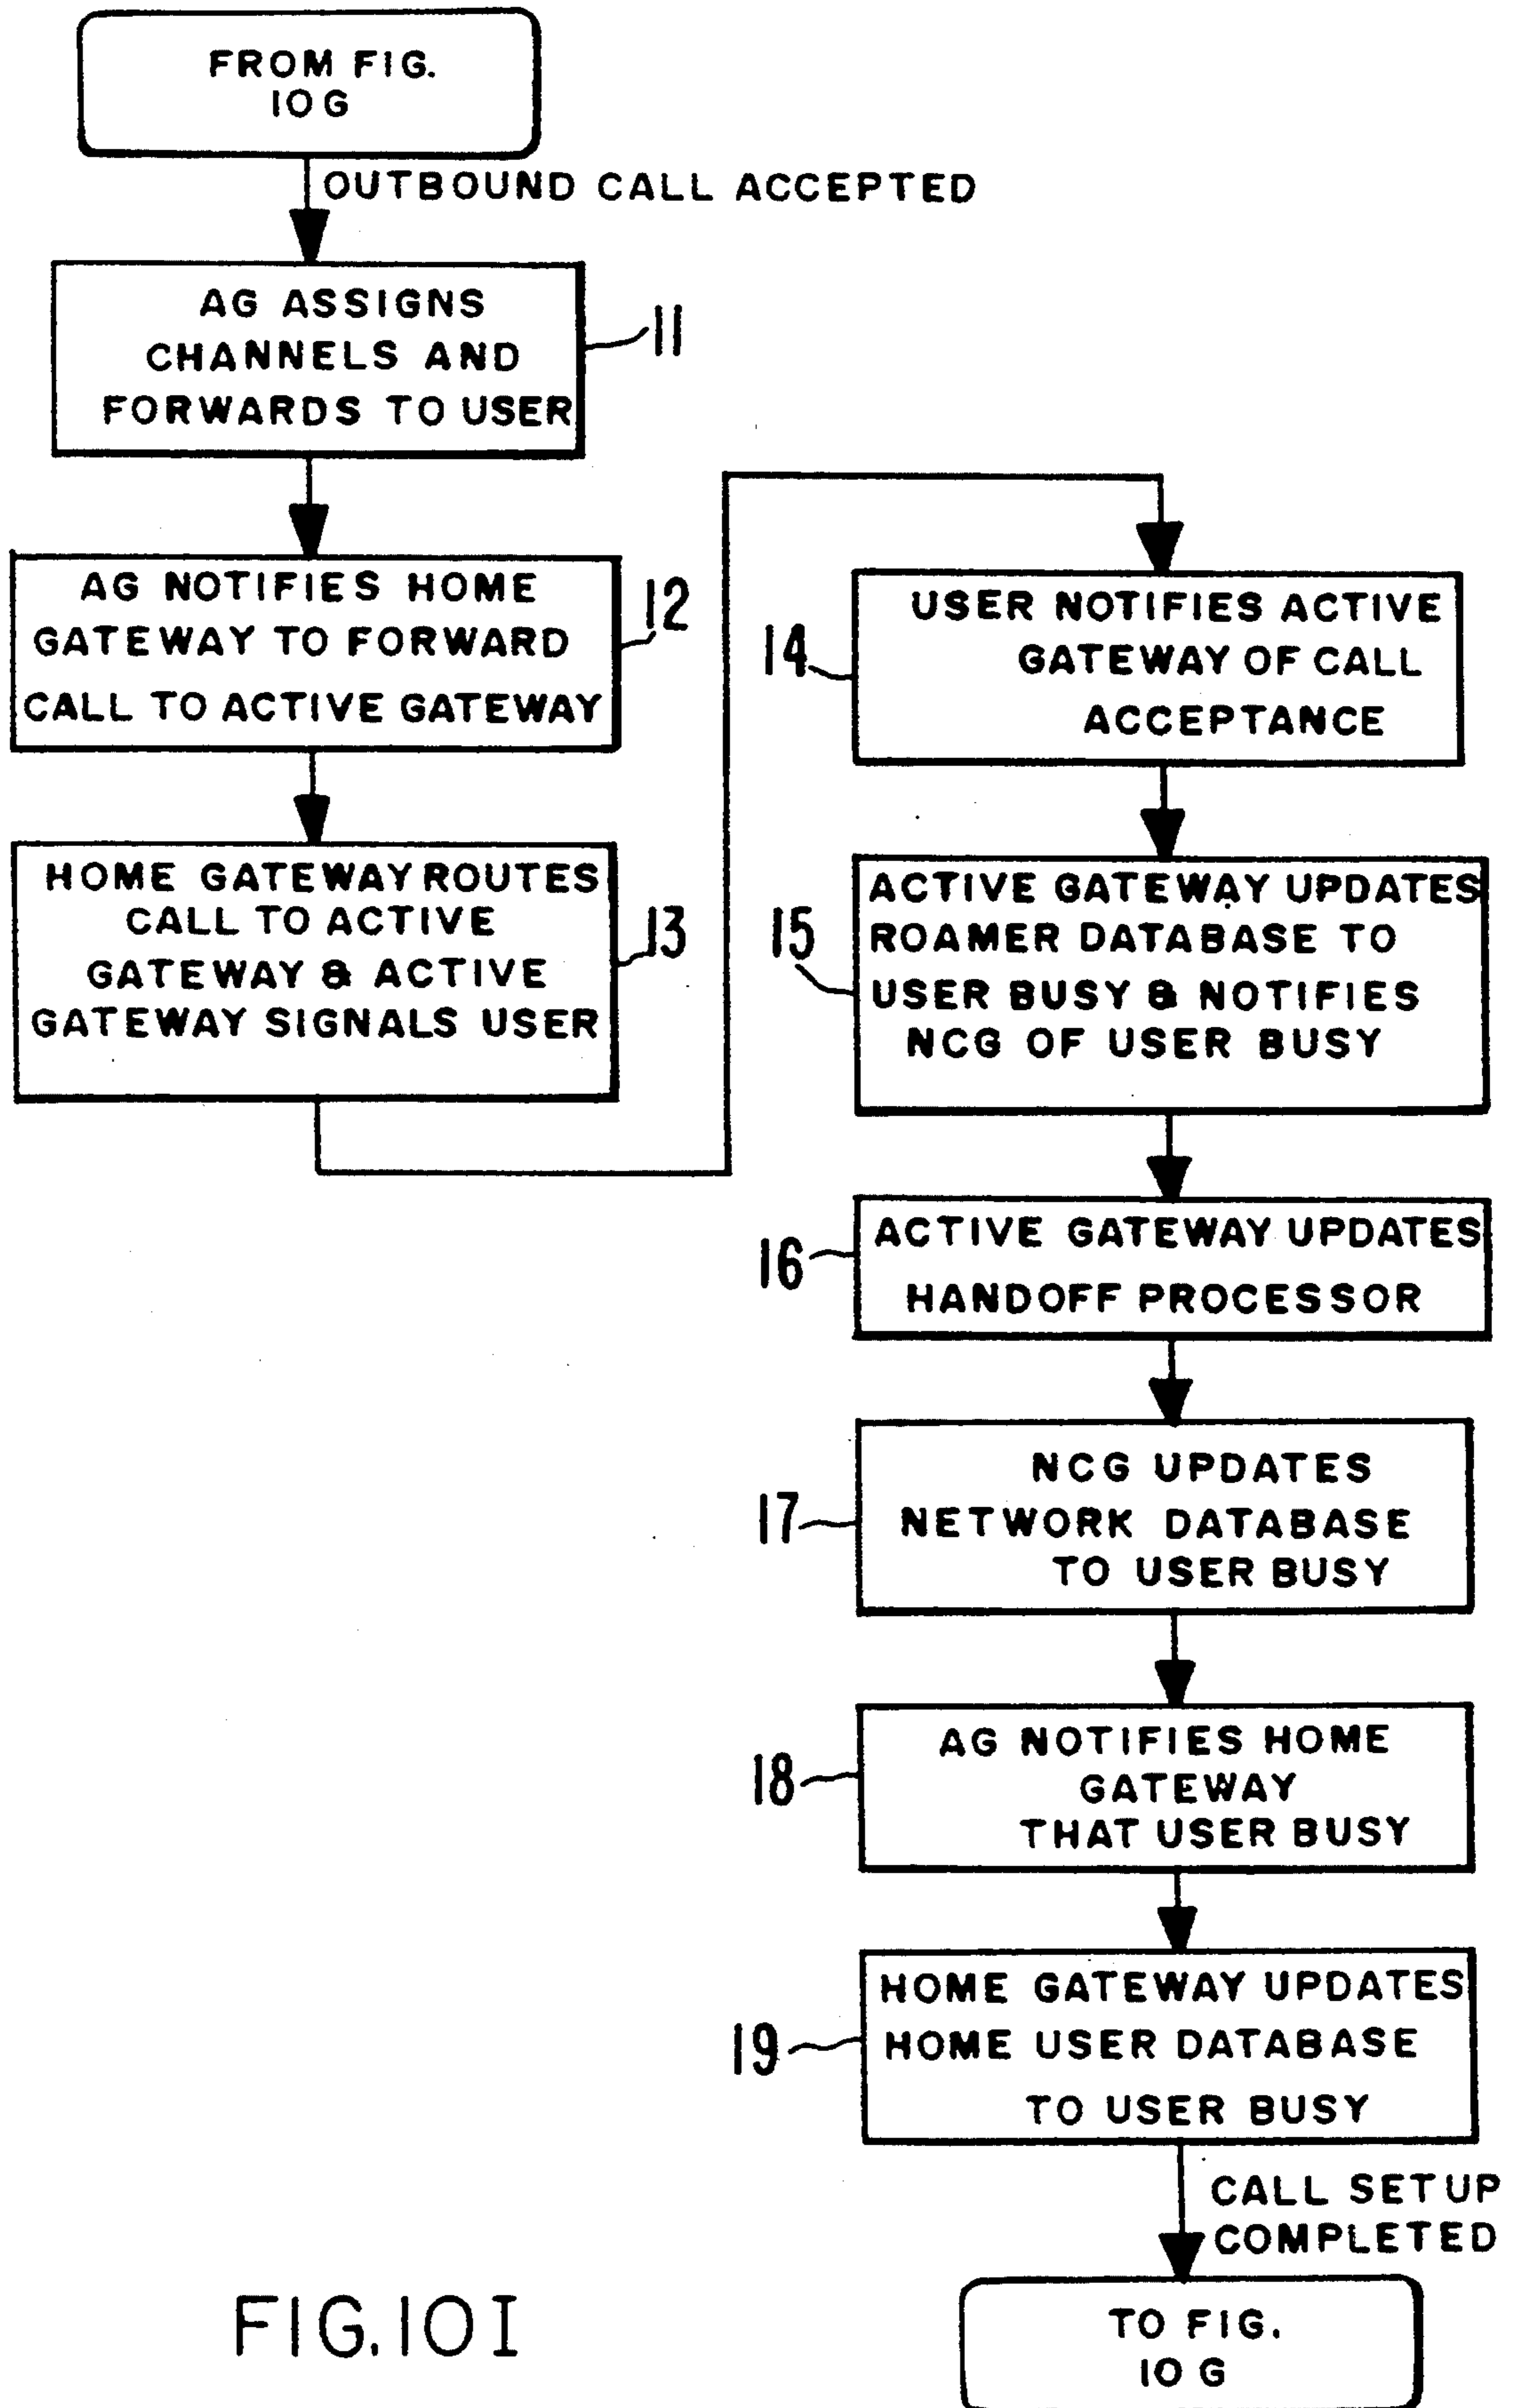 FROM FIG.
10G
OUTBOUND CALL ACCEPTED
AG ASSIGNS
CHANNELS AND
FORWARDS TO USER
11
AG NOTIFIES HOME
GATEWAY TO FORWARD
CALL TO ACTIVE GATEWAY
12
HOME GATEWAY ROUTES
CALL TO ACTIVE
GATEWAY & ACTIVE
GATEWAY SIGNALS USER
13
USER NOTIFIES ACTIVE
GATEWAY OF CALL
ACCEPTANCE
14
ACTIVE GATEWAY UPDATES
ROAMER DATABASE TO
USER BUSY & NOTIFIES
NCG OF USER BUSY
15
ACTIVE GATEWAY UPDATES
HANDOFF PROCESSOR
16
NCG UPDATES
NETWORK DATABASE
TO USER BUSY
17
AG NOTIFIES HOME
GATEWAY
THAT USER BUSY
18
HOME GATEWAY UPDATES
HOME USER DATABASE
TO USER BUSY
19
CALL SETUP
COMPLETED
TO FIG.
10 G
FIG. 10I